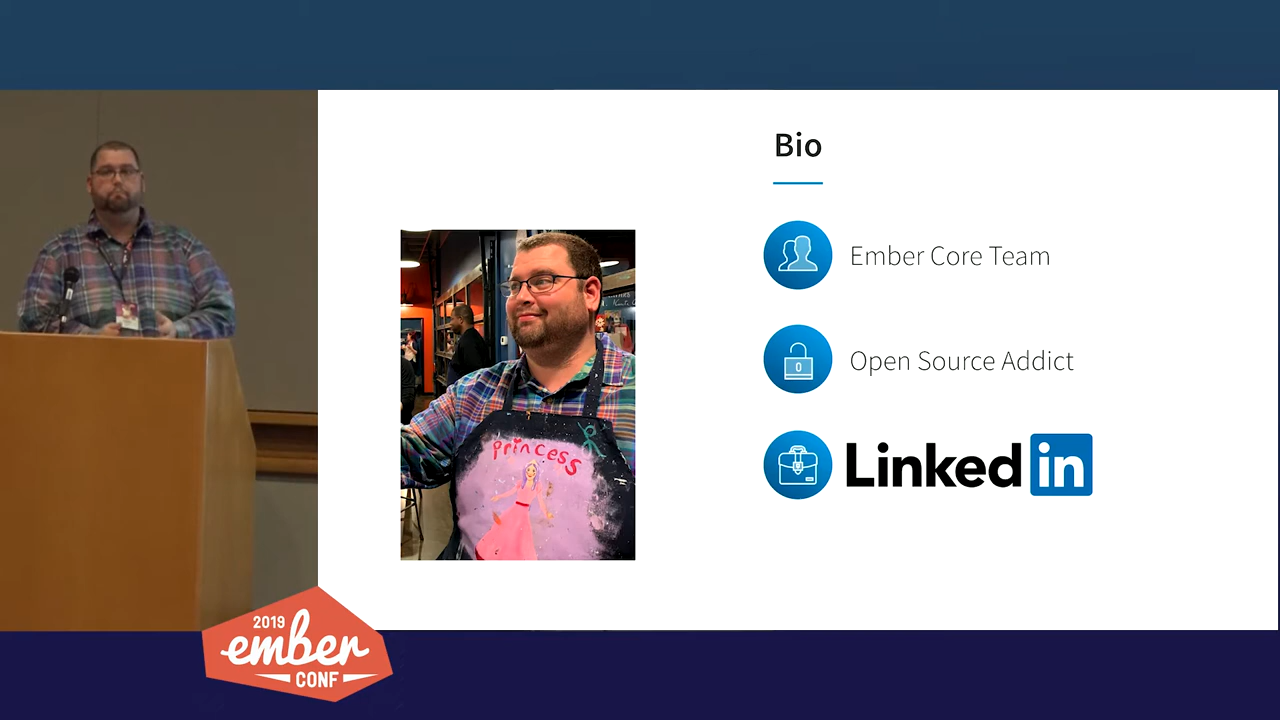 Bio
Ember Core Team
Open Source Addict
Linkedin
princess
2019
ember
CONF